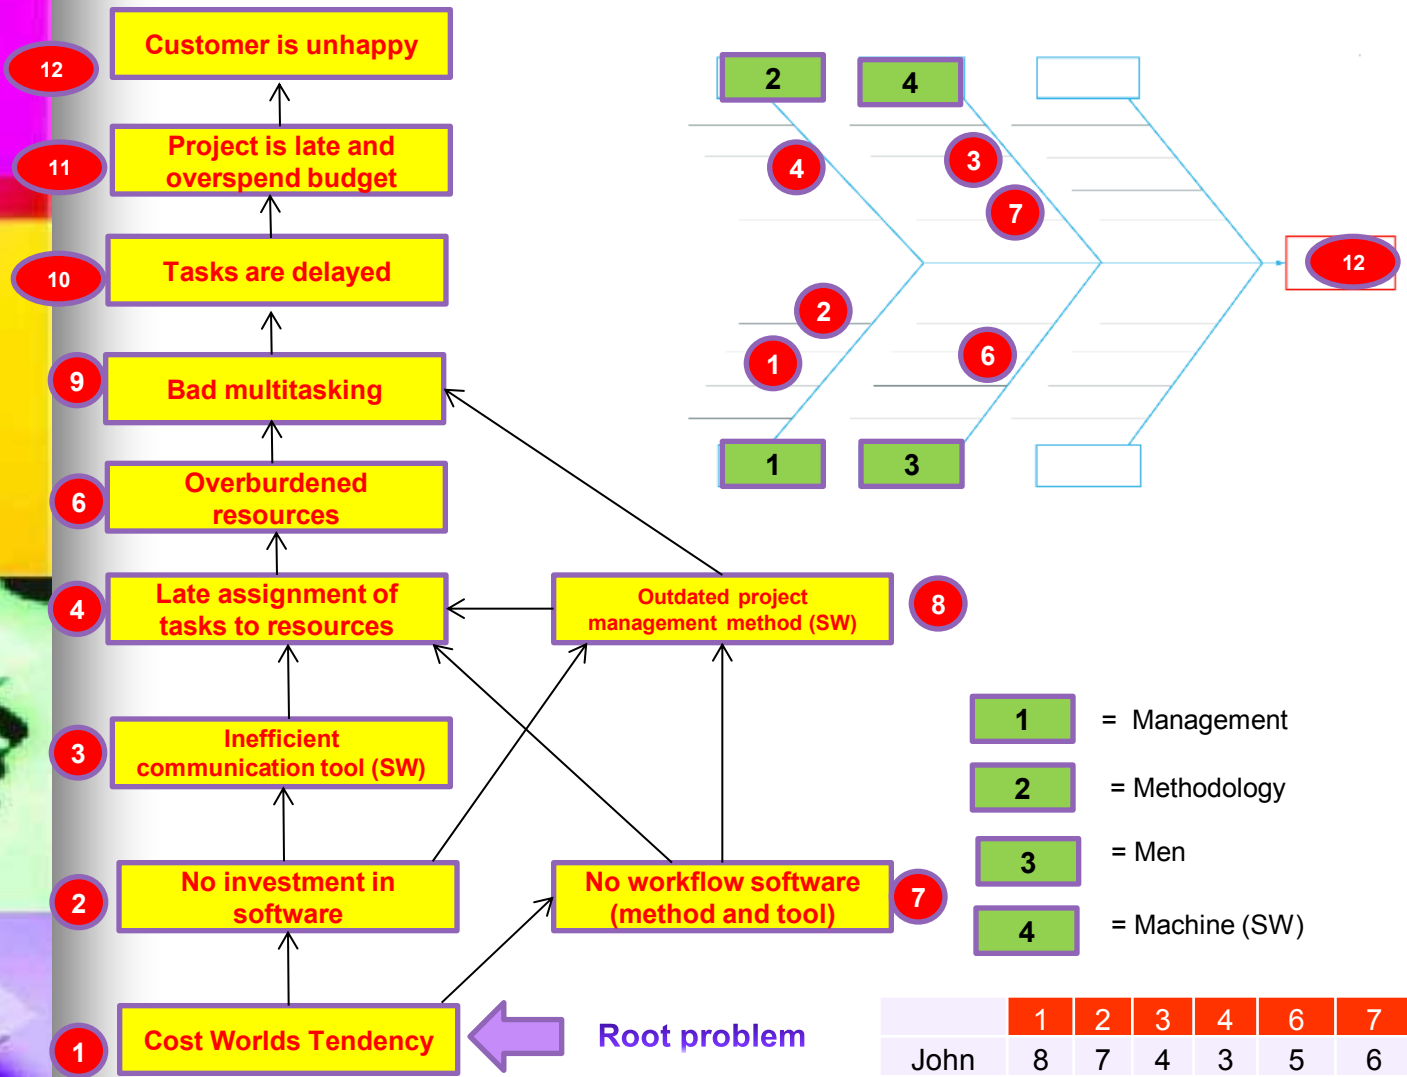 12
Customer is unhappy
11
Project is late and
overspend budget
10
Tasks are delayed
9
Bad multitasking
6
Overburdened
resources
4
Late assignment of
tasks to resources
Outdated project
management method (SW)
8
3
Inefficient
communication tool (SW)
2
No investment in
software
No workflow software
(method and tool)
7
1
Cost Worlds Tendency
Root problem
2
4
4
3
7
12
2
1
6
1
3
1 = Management
2 = Methodology
3 = Men
4 = Machine (SW)
1 2 3 4 6 7
John 8 7 4 3 5 6